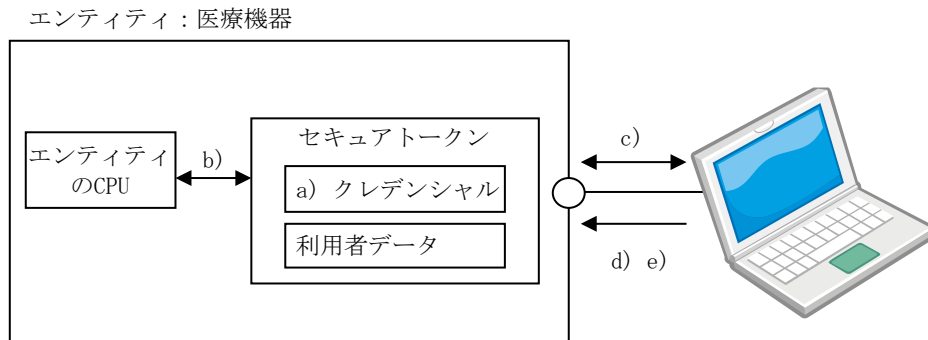 エンティティ：医療機器
セキュアトークン
エンティティ
のCPU
b)
a) クレデンシャル
利用者データ
c)
d) e)